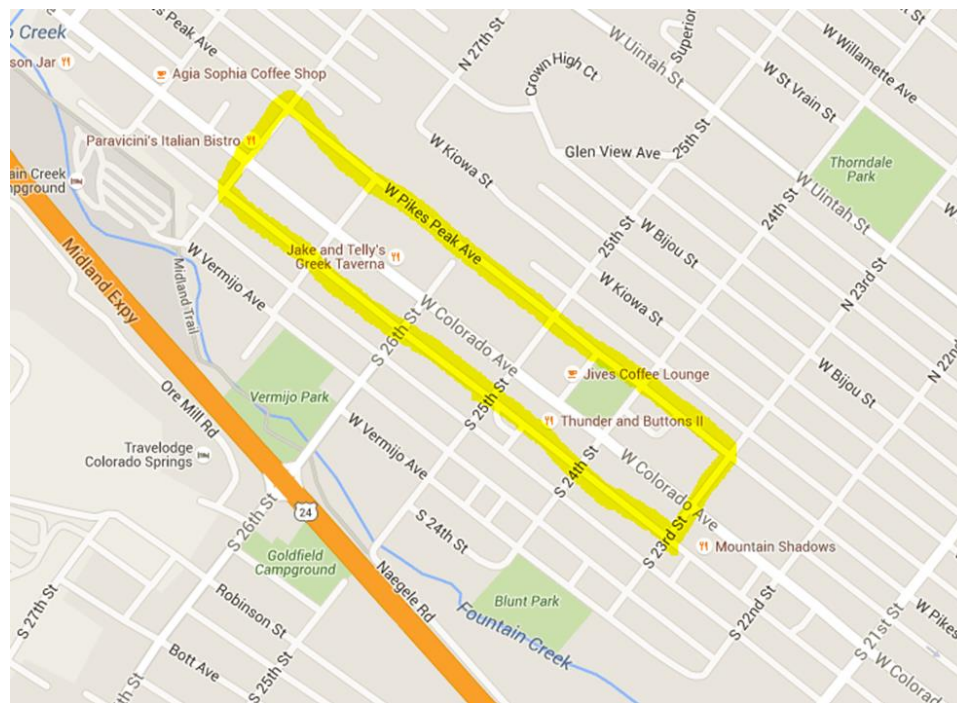 o Creek
s Peak Ave
son Jar
Agia Sophia Coffee Shop
N 27th St
Crown High Ct
W Uintah St
Superior
W Willamette Ave
W St Vrain St
Paravicini's Italian Bistro
W Kiowa St
Glen View Ave
25th St
Thorndale
Park
ain Creek
mpground
W Pikes Peak Ave
24th St
W Uintah St
Midland Expy
Midland Trail
W Vermijo Ave
Jake and Telly's
Greek Taverna
25th St
W Bijou St
W Kiowa St
N 23rd St
S 26th St
W Colorado Ave
N 22nd
Ore Mill Rd
Vermijo Park
Jives Coffee Lounge
W Bijou St
S 25th St
Thunder and Buttons II
Travelodge
Colorado Springs
W Vermijo Ave
S 24th St
W Colorado Ave
24
S 26th St
S 24th St
S 23rd St
Mountain Shadows
Goldfield
Campground
Naegele Rd
S 27th St
Robinson St
Blunt Park
S 22nd St
S 21st St
W Pikes
Bott Ave
S 25th St
Fountain Creek
W Colorado